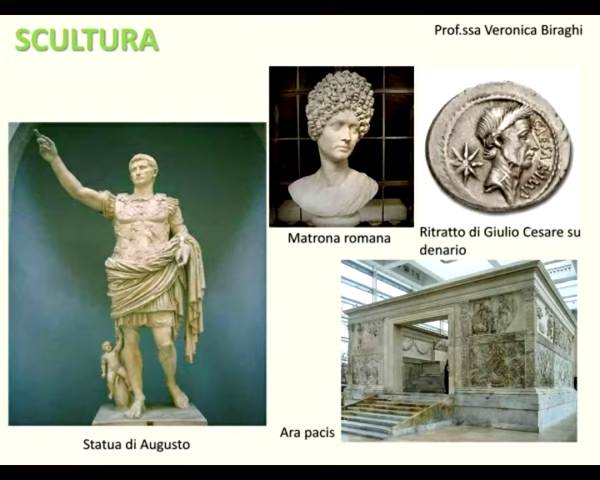 SCULTURA
Prof.ssa Veronica Biraghi
Matrona romana
Ritratto di Giulio Cesare su
denario
Ara pacis
Statua di Augusto